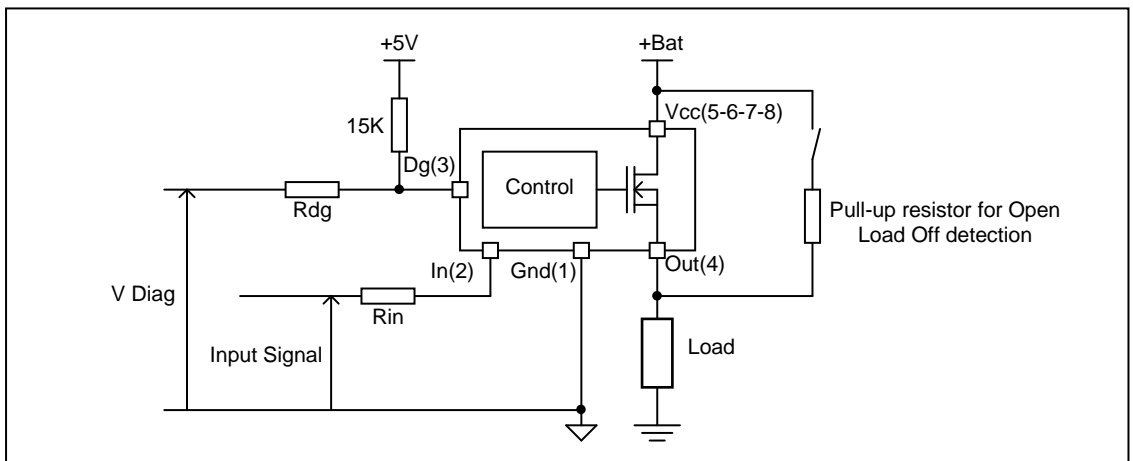 +5V
+Bat
Vcc(5-6-7-8)
15K
Dg(3)
Control
Rdg
Pull-up resistor for Open
Load Off detection
In(2)
Gnd(1)
Out(4)
V Diag
Rin
Load
Input Signal